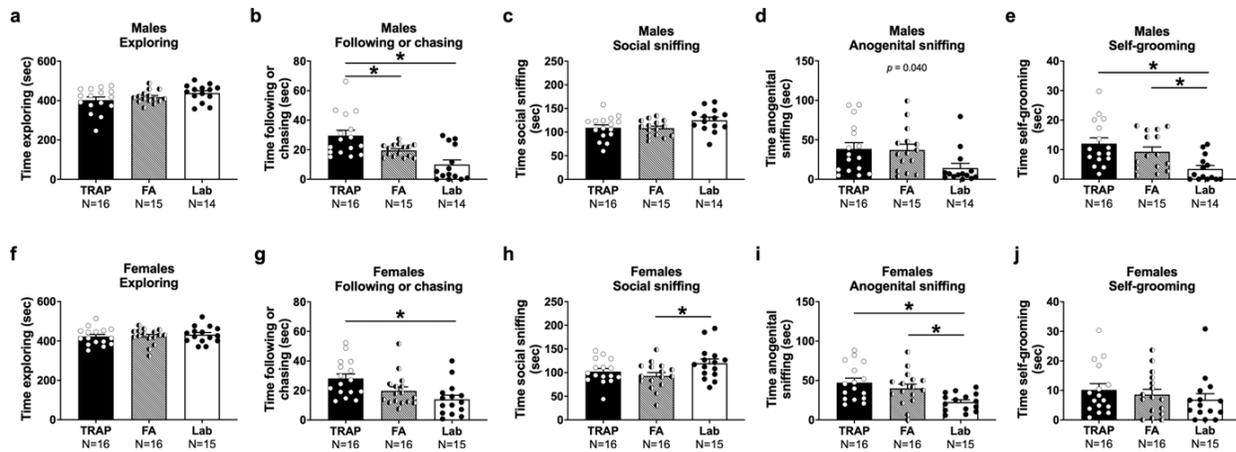 a
Males
Exploring
Time exploring (sec)
600
400
200
0
TRAP FA Lab
N=16 N=15 N=14
b
Males
Following or chasing
Time following or
chasing (sec)
80
60
40
20
0
*
*
TRAP FA Lab
N=16 N=15 N=14
c
Males
Social sniffing
Time social sniffing
(sec)
250
200
150
100
50
0
TRAP FA Lab
N=16 N=15 N=14
d
Males
Anogenital sniffing
Time anogenital
sniffing (sec)
150
100
50
0
p = 0.040
TRAP FA Lab
N=16 N=15 N=14
e
Males
Self-grooming
Time self-grooming
(sec)
40
30
20
10
0
*
*
TRAP FA Lab
N=16 N=15 N=14
f
Females
Exploring
Time exploring (sec)
600
400
200
0
TRAP FA Lab
N=16 N=16 N=15
g
Females
Following or chasing
Time following or
chasing (sec)
80
60
40
20
0
*
TRAP FA Lab
N=16 N=16 N=15
h
Females
Social sniffing
Time social sniffing
(sec)
250
200
150
100
50
0
*
TRAP FA Lab
N=16 N=16 N=15
i
Females
Anogenital sniffing
Time anogenital
sniffing (sec)
150
100
50
0
*
*
TRAP FA Lab
N=16 N=16 N=15
j
Females
Self-grooming
Time self-grooming
(sec)
40
30
20
10
0
TRAP FA Lab
N=16 N=16 N=15